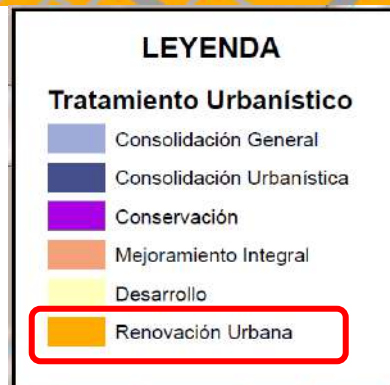 LEYENDA
Tratamiento Urbanístico
Consolidación General
Consolidación Urbanística
Conservación
Mejoramiento Integral
Desarrollo
Renovación Urbana